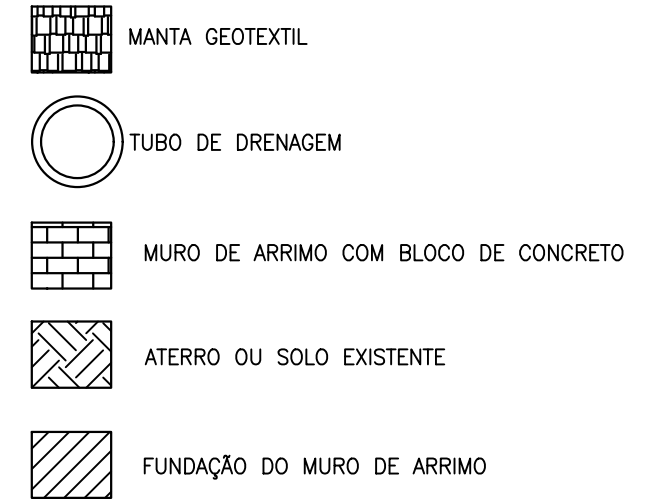 MANTA GEOTEXTIL
TUBO DE DRENAGEM
MURO DE ARRIMO COM BLOCO DE CONCRETO
ATERRO OU SOLO EXISTENTE
FUNDAÇÃO DO MURO DE ARRIMO